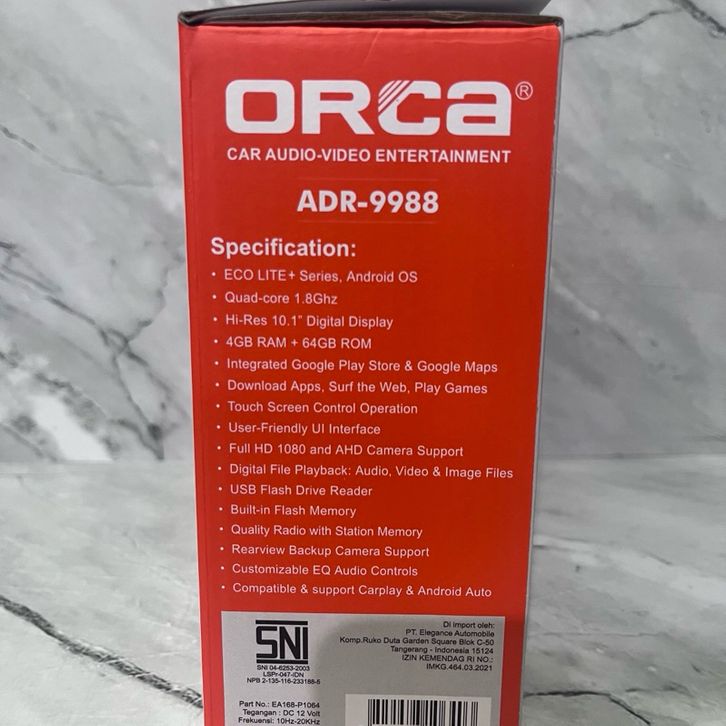 ORCA®
CAR AUDIO-VIDEO ENTERTAINMENT
ADR-9988
Specification:
• ECO LITE+ Series, Android OS
• Quad-core 1.8Ghz
• Hi-Res 10.1" Digital Display
• 4GB RAM + 64GB ROM
• Integrated Google Play Store & Google Maps
• Download Apps, Surf the Web, Play Games
• Touch Screen Control Operation
• User-Friendly UI Interface
• Full HD 1080 and AHD Camera Support
• Digital File Playback: Audio, Video & Image Files
• USB Flash Drive Reader
• Built-in Flash Memory
• Quality Radio with Station Memory
• Rearview Backup Camera Support
• Customizable EQ Audio Controls
• Compatible & support Carplay & Android Auto
SNI
SNI 04-6253-2003
LSPr-047-IDN
NPB 2-135-116-233188-5
Di import oleh:
PT. Elegance Automobile
Komp.Ruko Duta Garden Square Blok C-50
Tangerang - Indonesia 15124
IZIN KEMENDAG RI NO.:
IMKG.464.03.2021
Part No.: EA168-P1064
Tegangan : DC 12 Volt
Frekuensi: 10Hz-20KHz